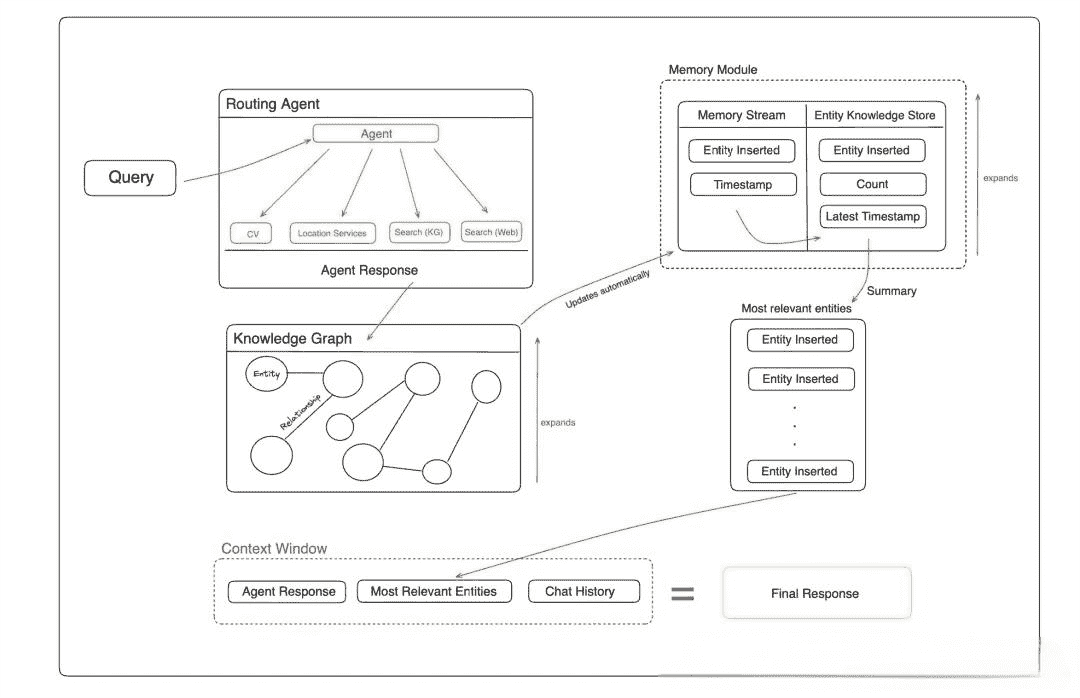 Memory Module
Routing Agent
Agent
Query
CV
Location Services
Search (KG)
Search (Web)
Agent Response
Memory Stream
Entity Knowledge Store
Entity Inserted
Entity Inserted
Timestamp
Count
Latest Timestamp
expands
Updates automatically
Summary
Knowledge Graph
Entity
Relationship
expands
Most relevant entities
Entity Inserted
Entity Inserted
Entity Inserted
Context Window
Agent Response
Most Relevant Entities
Chat History
=
Final Response